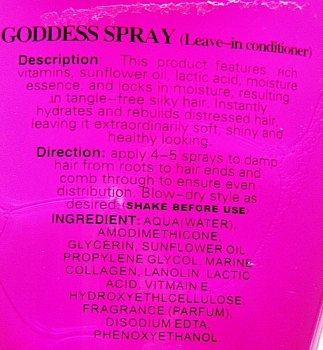 GODDESS SPRAY (Leave-in conditioner)
Description: This product features rich
vitamins, sunflower oil, lactic acid, moisture
essence, and locks in moisture, resulting
in tangle-free silky hair. Instantly
hydrates and rebuilds distressed hair,
leaving it extraordinarily soft, shiny and
healthy looking.
Direction: apply 4-5 sprays to damp
hair from roots to hair ends and
comb through to ensure even
distribution. Blow-dry style as
desired. SHAKE BEFORE USE.
INGREDIENT: AQUA(WATER),
AMODIMETHICONE,
GLYCERIN, SUNFLOWER OIL,
PROPYLENE GLYCOL, MARINE
COLLAGEN, LANOLIN, LACTIC
ACID, VITMAIN E,
HYDROXYETHLCELLULOSE,
FRAGRANCE (PARFUM),
DISODIUM EDTA,
PHENOXYETHANOL.